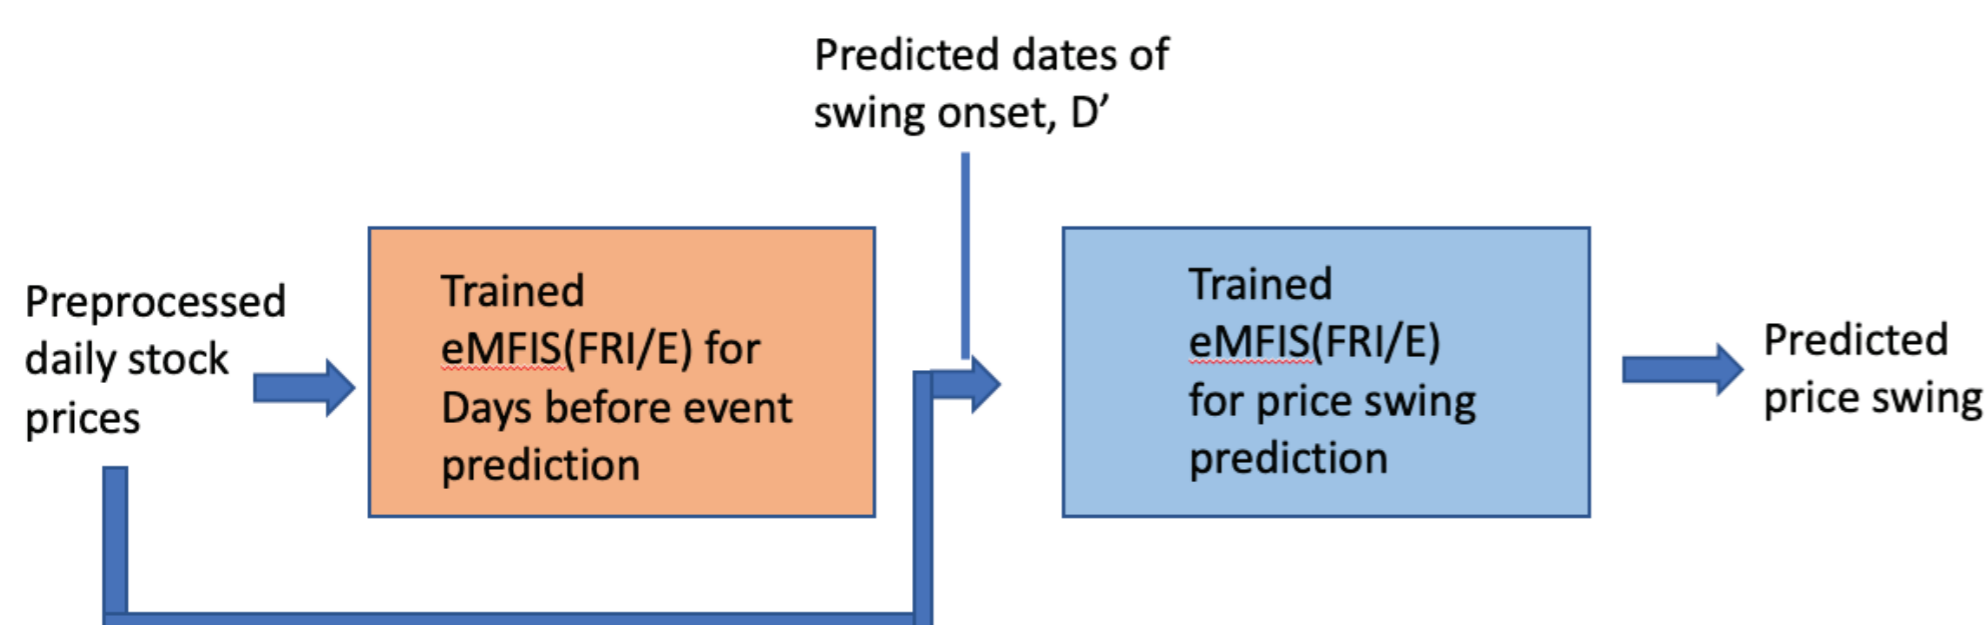 Predicted dates of
swing onset, D’
Preprocessed
daily stock
prices
Trained
eMFIS(FRI/E) for
Days before event
prediction
Trained
eMFIS(FRI/E)
for price swing
prediction
Predicted
price swing